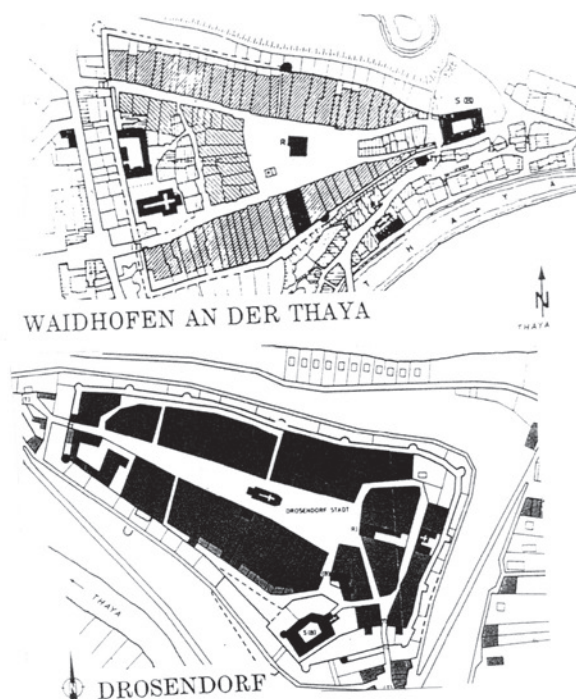 S (B)
R
T H A Y A
N
WAIDHOFEN AN DER THAYA
THAYA
(T)
DROSENDORF STADT
R)
(B)
S(B)
THAYA
N
DROSENDORF